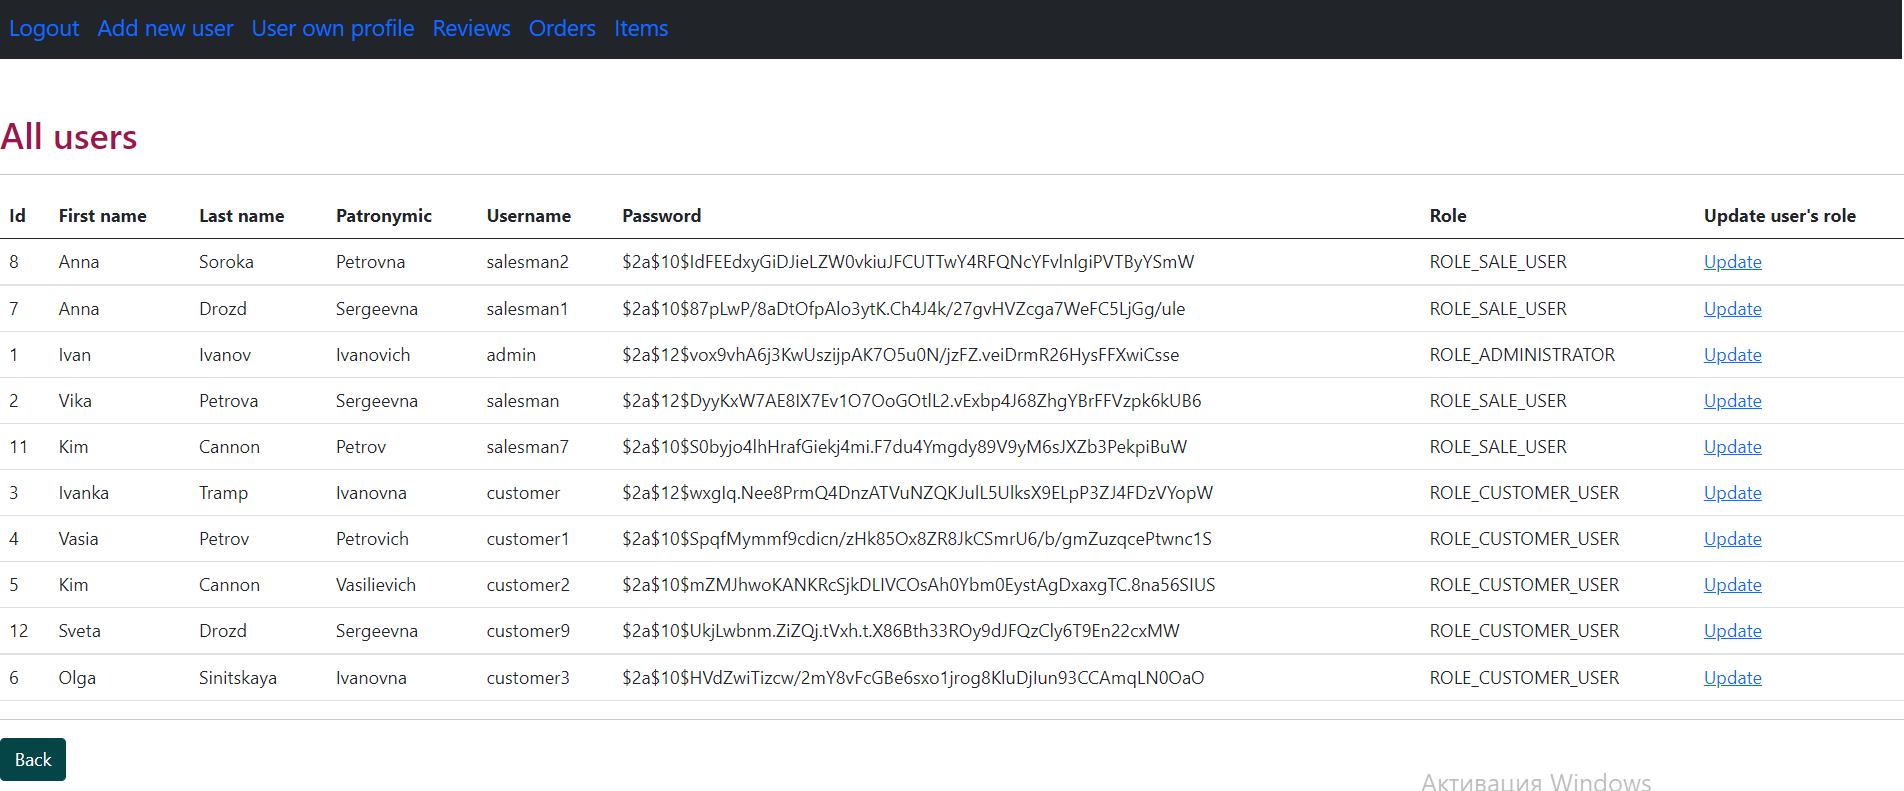 Logout Add new user User own profile Reviews Orders Items
All users
Id First name Last name Patronymic Username Password Role Update user's role
8 Anna Soroka Petrovna salesman2 $2a$10$IdFEEdxyGiDJieLZW0vkiuJFCUTTwY4RFQNcYFvlnlgiPVTByYSmW ROLE_SALE_USER Update
7 Anna Drozd Sergeevna salesman1 $2a$10$87pLwP/8aDtOfpAlo3ytK.Ch4J4k/27gvHVZcga7WeFC5LjGg/ule ROLE_SALE_USER Update
1 Ivan Ivanov Ivanovich admin $2a$12$vox9vhA6j3KwUszijpAK7O5u0N/jzFZ.veiDrmR26HysFFXwiCsse ROLE_ADMINISTRATOR Update
2 Vika Petrova Sergeevna salesman $2a$12$DyyKxW7AE8IX7Ev1O7OoGOtlL2.vExbp4J68ZhgYBrFFVzpk6kUB6 ROLE_SALE_USER Update
11 Kim Cannon Petrov salesman7 $2a$10$S0byjo4lhHrafGiekj4mi.F7du4Ymgdy89V9yM6sJXZb3PekpiBuW ROLE_SALE_USER Update
3 Ivanka Tramp Ivanovna customer $2a$12$wxgIq.Nee8PrmQ4DnzATVuNZQKJulL5UlksX9ELpP3ZJ4FDzVYopW ROLE_CUSTOMER_USER Update
4 Vasia Petrov Petrovich customer1 $2a$10$SpqfMymmf9cdicn/zHk85Ox8ZR8JkCSmrU6/b/gmZuzqcePtwnc1S ROLE_CUSTOMER_USER Update
5 Kim Cannon Vasilievich customer2 $2a$10$mZMJhwoKANKRcSjkDLIVCOsAh0Ybm0EystAgDxaxgTC.8na56SIUS ROLE_CUSTOMER_USER Update
12 Sveta Drozd Sergeevna customer9 $2a$10$UkjLwbnm.ZiZQj.tVxh.t.X86Bth33ROy9dJFQzCly6T9En22cxMW ROLE_CUSTOMER_USER Update
6 Olga Sinitskaya Ivanovna customer3 $2a$10$HVdZwiTizcw/2mY8vFcGBe6sxo1jrog8KluDjIun93CCAmqLN0OaO ROLE_CUSTOMER_USER Update
Back
Активация Windows